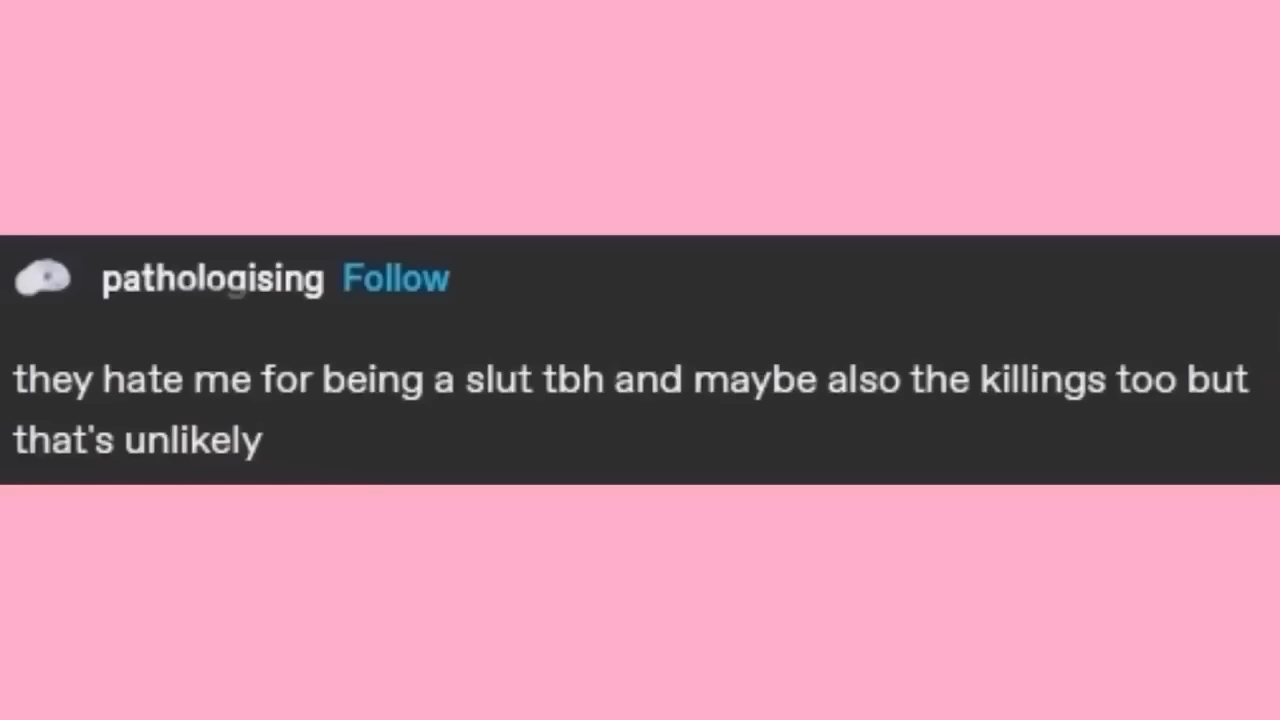 pathologising Follow
they hate me for being a slut tbh and maybe also the killings too but
that's unlikely